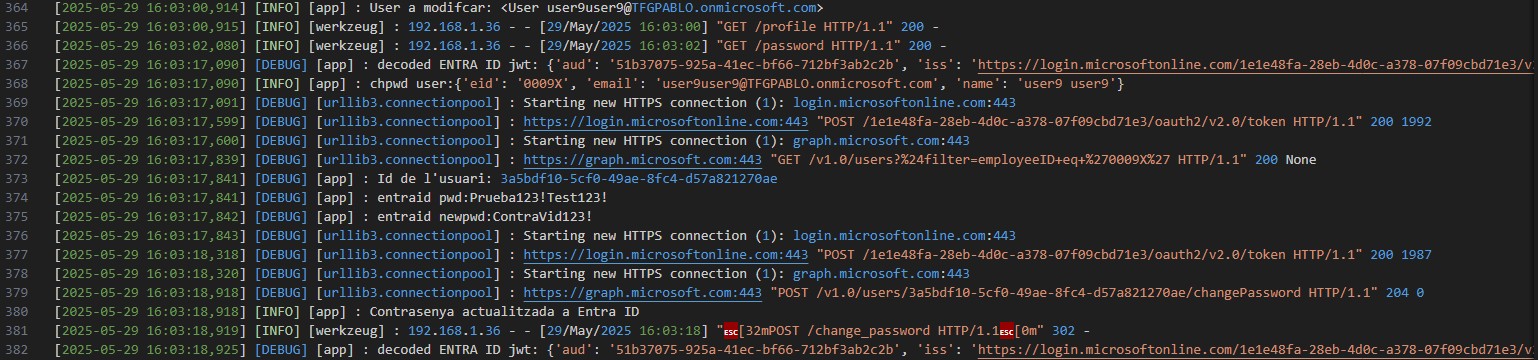 364 [2025-05-29 16:03:00,914] [INFO] [app] : User a modifcar: <User user9user9@TFGPABLO.onmicrosoft.com>
365 [2025-05-29 16:03:00,915] [INFO] [werkzeug] : 192.168.1.36 - - [29/May/2025 16:03:00] "GET /profile HTTP/1.1" 200 -
366 [2025-05-29 16:03:02,080] [INFO] [werkzeug] : 192.168.1.36 - - [29/May/2025 16:03:02] "GET /password HTTP/1.1" 200 -
367 [2025-05-29 16:03:17,090] [DEBUG] [app] : decoded ENTRA ID jwt: {'aud': '51b37075-925a-41ec-bf66-712bf3ab2c2b', 'iss': 'https://login.microsoftonline.com/1e1e48fa-28eb-4d0c-a378-07f09cbd71e3/v
368 [2025-05-29 16:03:17,090] [INFO] [app] : chpwd user:{'eid': '0009X', 'email': 'user9user9@TFGPABLO.onmicrosoft.com', 'name': 'user9 user9'}
369 [2025-05-29 16:03:17,091] [DEBUG] [urllib3.connectionpool] : Starting new HTTPS connection (1): login.microsoftonline.com:443
370 [2025-05-29 16:03:17,599] [DEBUG] [urllib3.connectionpool] : https://login.microsoftonline.com:443 "POST /1e1e48fa-28eb-4d0c-a378-07f09cbd71e3/oauth2/v2.0/token HTTP/1.1" 200 1992
371 [2025-05-29 16:03:17,600] [DEBUG] [urllib3.connectionpool] : Starting new HTTPS connection (1): graph.microsoft.com:443
372 [2025-05-29 16:03:17,839] [DEBUG] [urllib3.connectionpool] : https://graph.microsoft.com:443 "GET /v1.0/users?%24filter=employeeID+eq+%270009X%27 HTTP/1.1" 200 None
373 [2025-05-29 16:03:17,841] [DEBUG] [app] : Id de l'usuari: 3a5bdf10-5cf0-49ae-8fc4-d57a821270ae
374 [2025-05-29 16:03:17,841] [DEBUG] [app] : entraid pwd:Prueba123!Test123!
375 [2025-05-29 16:03:17,842] [DEBUG] [app] : entraid newpwd:ContraVid123!
376 [2025-05-29 16:03:17,843] [DEBUG] [urllib3.connectionpool] : Starting new HTTPS connection (1): login.microsoftonline.com:443
377 [2025-05-29 16:03:18,318] [DEBUG] [urllib3.connectionpool] : https://login.microsoftonline.com:443 "POST /1e1e48fa-28eb-4d0c-a378-07f09cbd71e3/oauth2/v2.0/token HTTP/1.1" 200 1987
378 [2025-05-29 16:03:18,320] [DEBUG] [urllib3.connectionpool] : Starting new HTTPS connection (1): graph.microsoft.com:443
379 [2025-05-29 16:03:18,918] [DEBUG] [urllib3.connectionpool] : https://graph.microsoft.com:443 "POST /v1.0/users/3a5bdf10-5cf0-49ae-8fc4-d57a821270ae/changePassword HTTP/1.1" 204 0
380 [2025-05-29 16:03:18,918] [INFO] [app] : Contrasenya actualitzada a Entra ID
381 [2025-05-29 16:03:18,919] [INFO] [werkzeug] : 192.168.1.36 - - [29/May/2025 16:03:18] "ESC[32mPOST /change_password HTTP/1.1ESC[0m" 302 -
382 [2025-05-29 16:03:18,925] [DEBUG] [app] : decoded ENTRA ID jwt: {'aud': '51b37075-925a-41ec-bf66-712bf3ab2c2b', 'iss': 'https://login.microsoftonline.com/1e1e48fa-28eb-4d0c-a378-07f09cbd71e3/v